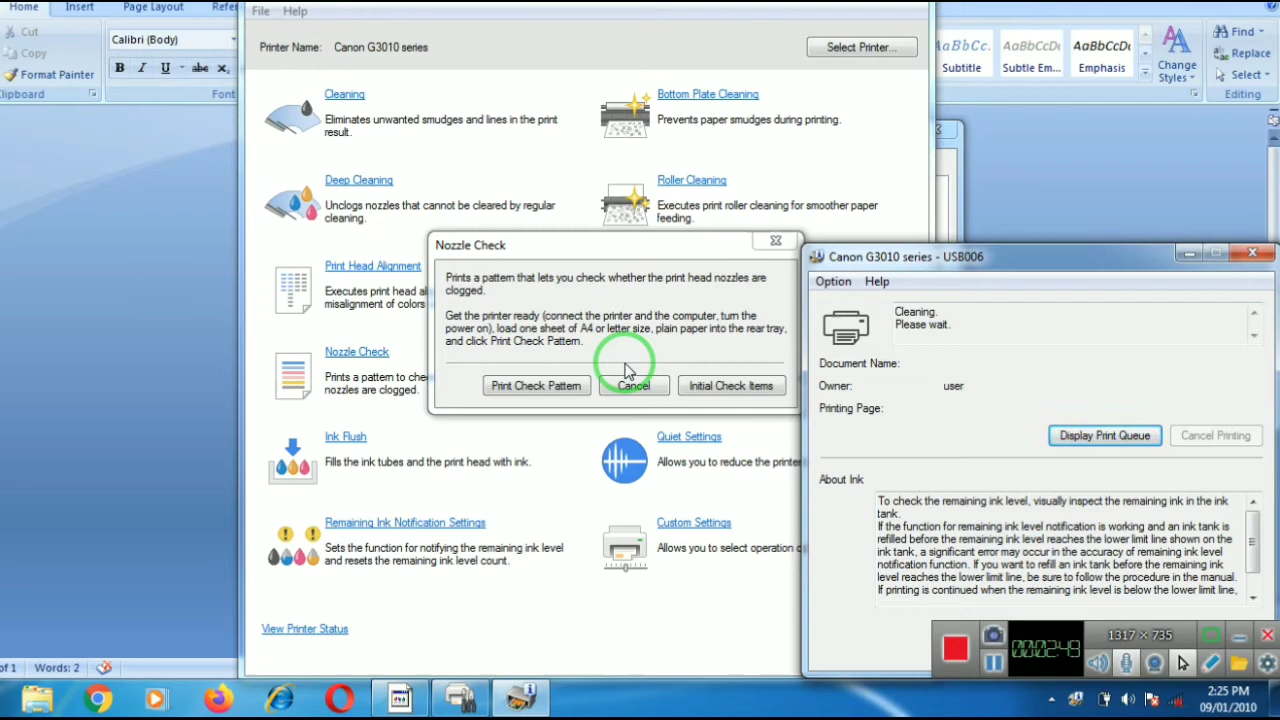 Home Insert Page Layout
Cut
Copy
Format Painter
Calibri (Body)
B I U abc x,
Font
File Help
Printer Name: Canon G3010 series
Select Printer...
Cleaning
Eliminates unwanted smudges and lines in the print
result.
Bottom Plate Cleaning
Prevents paper smudges during printing.
Deep Cleaning
Unclogs nozzles that cannot be cleared by regular
cleaning.
Roller Cleaning
Executes print roller cleaning for smoother paper
feeding.
Print Head Alignment
Executes print head
misalignment of colors
Nozzle Check
Prints a pattern to
nozzles are clogged.
Ink Flush
Fills the ink tubes and the print head with ink.
Quiet Settings
Allows you to reduce the printer
Remaining Ink Notification Settings
Sets the function for notifying the remaining ink level
and resets the remaining ink level count.
Custom Settings
Allows you to select operation
View Printer Status
Nozzle Check
Prints a pattern that lets you check whether the print head nozzles are
clogged.
Get the printer ready (connect the printer and the computer, turn the
power on), load one sheet of A4 or letter size, plain paper into the rear tray,
and click Print Check Pattern.
Print Check Pattern Cancel Initial Check Items
AaBbCc. AaBbCcDc AaBbCcDc
Subtitle Subtle Em... Emphasis
Change
Styles
Find
Replace
Select
Editing
Canon G3010 series - USB006
Option Help
Cleaning.
Please wait.
Document Name:
Owner: user
Printing Page:
Display Print Queue Cancel Printing
About Ink
To check the remaining ink level, visually inspect the remaining ink in the ink
tank.
If the function for remaining ink level notification is working and an ink tank is
refilled before the remaining ink level reaches the lower limit line shown on the
ink tank, a significant error may occur in the accuracy of remaining ink level
notification function. If you want to refill an ink tank before the remaining ink
level reaches the lower limit line, be sure to follow the procedure in the manual.
If printing is continued when the remaining ink level is below the lower limit line,
00:02:49
1317 × 735
of 1 Words: 2
2:25 PM
09/01/2010